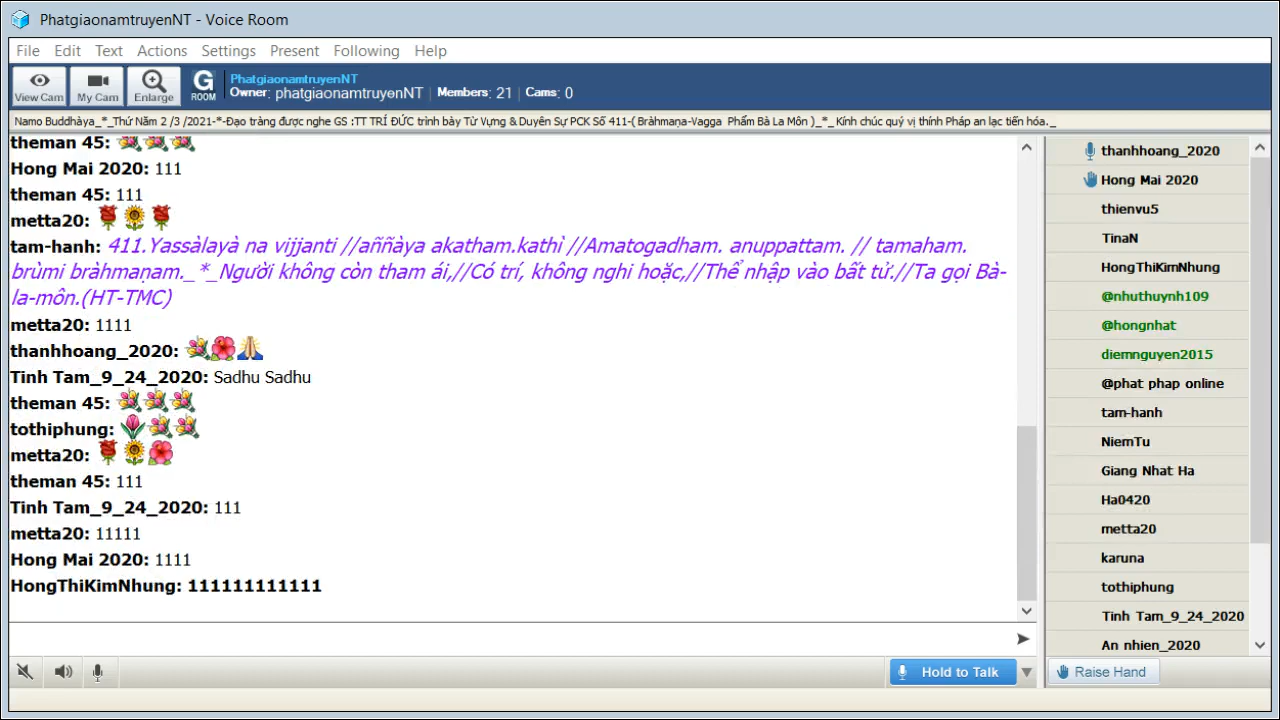 PhatgiaonamtruyenNT - Voice Room
File Edit Text Actions Settings Present Following Help
View Cam My Cam Enlarge G ROOM
PhatgiaonamtruyenNT
Owner: phatgiaonamtruyenNT | Members: 21 | Cams: 0
Namo Buddhàya_*_Thứ Năm 2 /3 /2021-*-Đạo tràng được nghe GS :TT TRÍ ĐỨC trình bày Từ Vựng & Duyên Sự PCK Số 411-( Bràhmaṇa-Vagga Phẩm Bà La Môn )_*_ Kính chúc quý vị thính Pháp an lạc tiến hóa._
theman 45:
Hong Mai 2020: 111
theman 45: 111
metta20:
tam-hanh: 411.Yassàlayà na vijjanti //aññàya akatham.kathì //Amatogadham. anuppattam. // tamaham.
brùmi bràhmaṇam._*_Người không còn tham ái,//Có trí, không nghi hoặc,//Thể nhập vào bất tử.//Ta gọi Bà-
la-môn.(HT-TMC)
metta20: 1111
thanhhoang_2020:
Tinh Tam_9_24_2020: Sadhu Sadhu
theman 45:
tothiphung:
metta20:
theman 45: 111
Tinh Tam_9_24_2020: 111
metta20: 11111
Hong Mai 2020: 1111
HongThiKimNhung: 111111111111
thanhhoang_2020
Hong Mai 2020
thienvu5
TinaN
HongThiKimNhung
@nhuthuynh109
@hongnhat
diemnguyen2015
@phat phap online
tam-hanh
NiemTu
Giang Nhat Ha
Ha0420
metta20
karuna
tothiphung
Tinh Tam_9_24_2020
An nhien_2020
Hold to Talk
Raise Hand